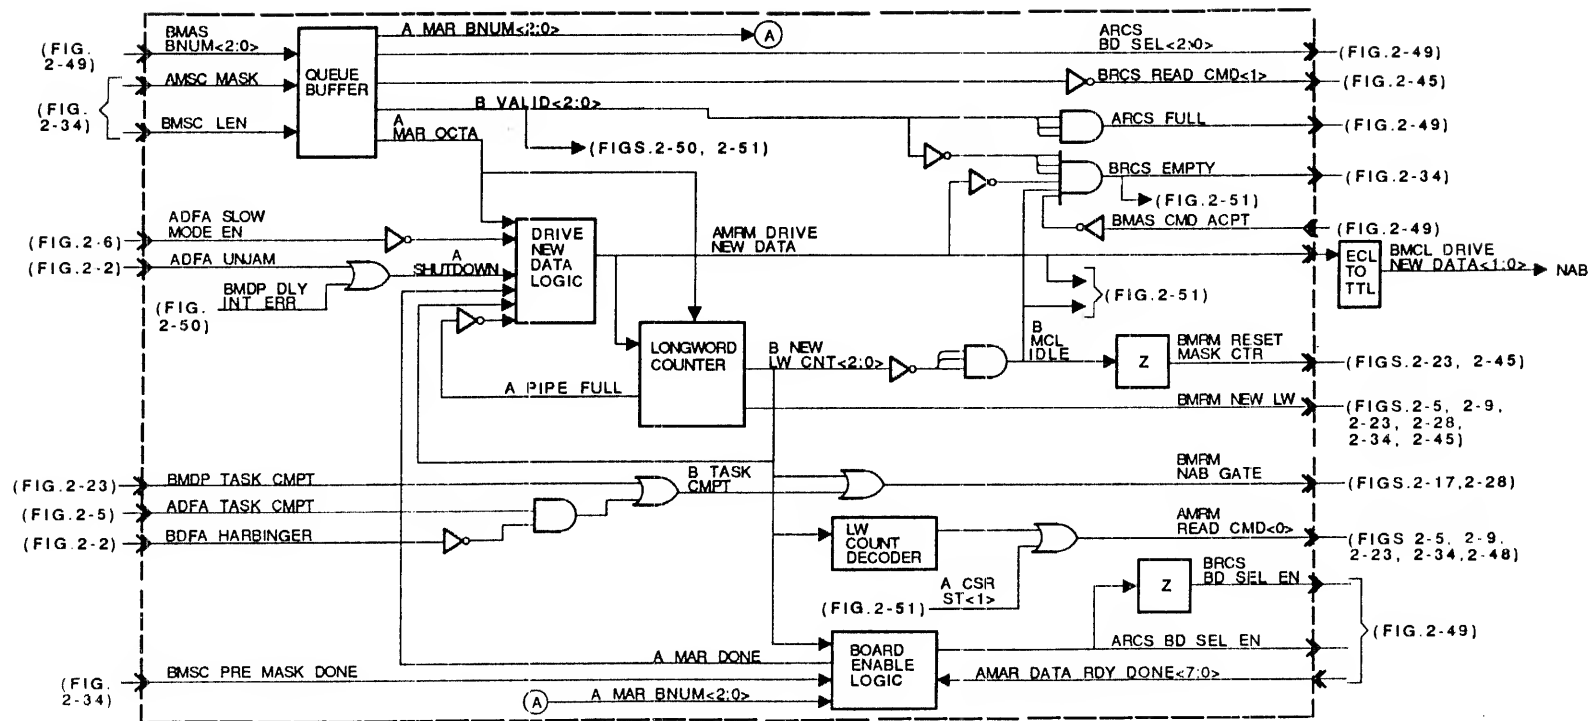 BMAS
BNUM<2:0>
(FIG.
2-49)
AMSC MASK
(FIG.
2-34)
BMSC LEN
QUEUE
BUFFER
A MAR BNUM<2:0>
A
ARCS
BD SEL<2:0>
(FIG.2-49)
BRCS READ CMD<1>
(FIG.2-45)
B VALID<2:0>
A
MAR OCTA
(FIGS.2-50, 2-51)
ARCS FULL
(FIG.2-49)
BRCS EMPTY
(FIG.2-34)
(FIG.2-51)
BMAS CMD ACPT
(FIG.2-49)
ADFA SLOW
MODE EN
(FIG.2-6)
ADFA UNJAM
(FIG.2-2)
A
SHUTDOWN
BMDP DLY
INT ERR
(FIG.
2-50)
DRIVE
NEW
DATA
LOGIC
AMRM DRIVE
NEW DATA
(FIG.2-51)
ECL
TO
TTL
BMCL DRIVE
NEW DATA<1:0>
NAB
LONGWORD
COUNTER
A PIPE FULL
B NEW
LW CNT<2:0>
B
MCL
IDLE
Z
BMRM RESET
MASK CTR
(FIGS.2-23, 2-45)
BMRM NEW LW
(FIGS.2-5, 2-9,
2-23, 2-28,
2-34, 2-45)
(FIG.2-23)
BMDP TASK CMPT
(FIG.2-5)
ADFA TASK CMPT
(FIG.2-2)
BDFA HARBINGER
B TASK
CMPT
BMRM
NAB GATE
(FIGS.2-17,2-28)
LW
COUNT
DECODER
AMRM
READ CMD<0>
(FIGS 2-5, 2-9,
2-23, 2-34,2-48)
A CSR
ST<1>
(FIG.2-51)
Z
BRCS
BD SEL EN
ARCS BD SEL EN
(FIG.2-49)
A MAR DONE
BOARD
ENABLE
LOGIC
AMAR DATA RDY DONE<7:0>
BMSC PRE MASK DONE
(FIG.
2-34)
A
A MAR BNUM<2:0>